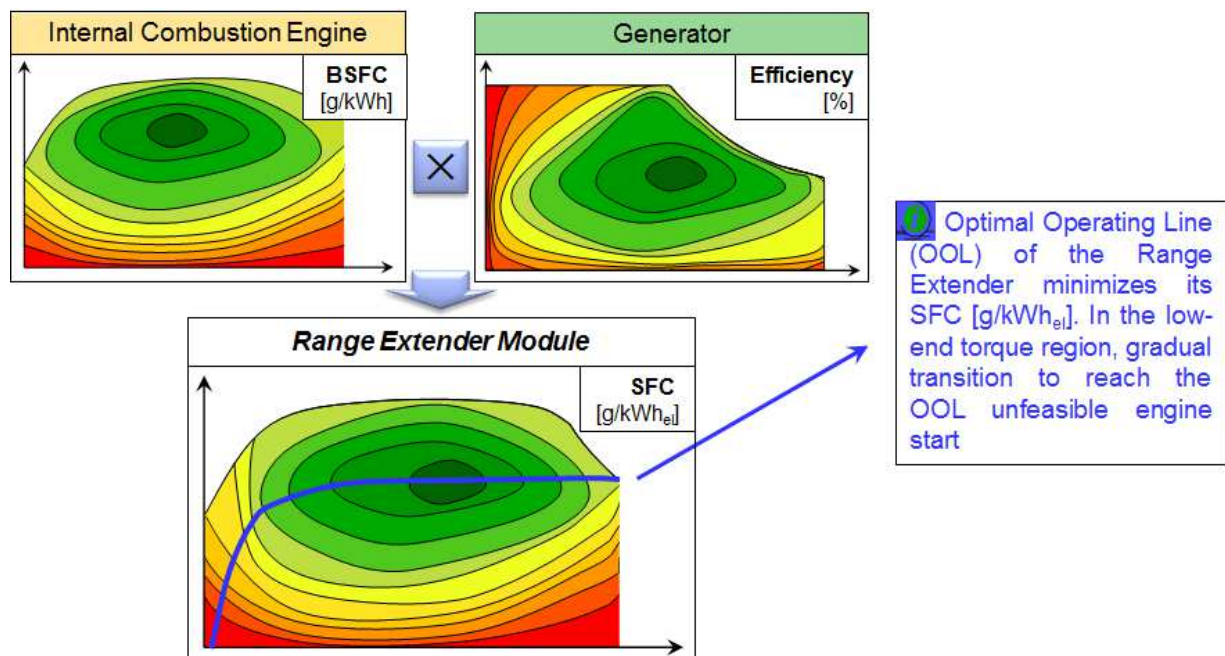 Internal Combustion Engine
BSFC
[g/kWh]
Generator
Efficiency
[%]
×
Range Extender Module
SFC
[g/kWhel]
Optimal Operating Line
(OOL) of the Range
Extender minimizes its
SFC [g/kWhel]. In the low-
end torque region, gradual
transition to reach the
OOL unfeasible engine
start